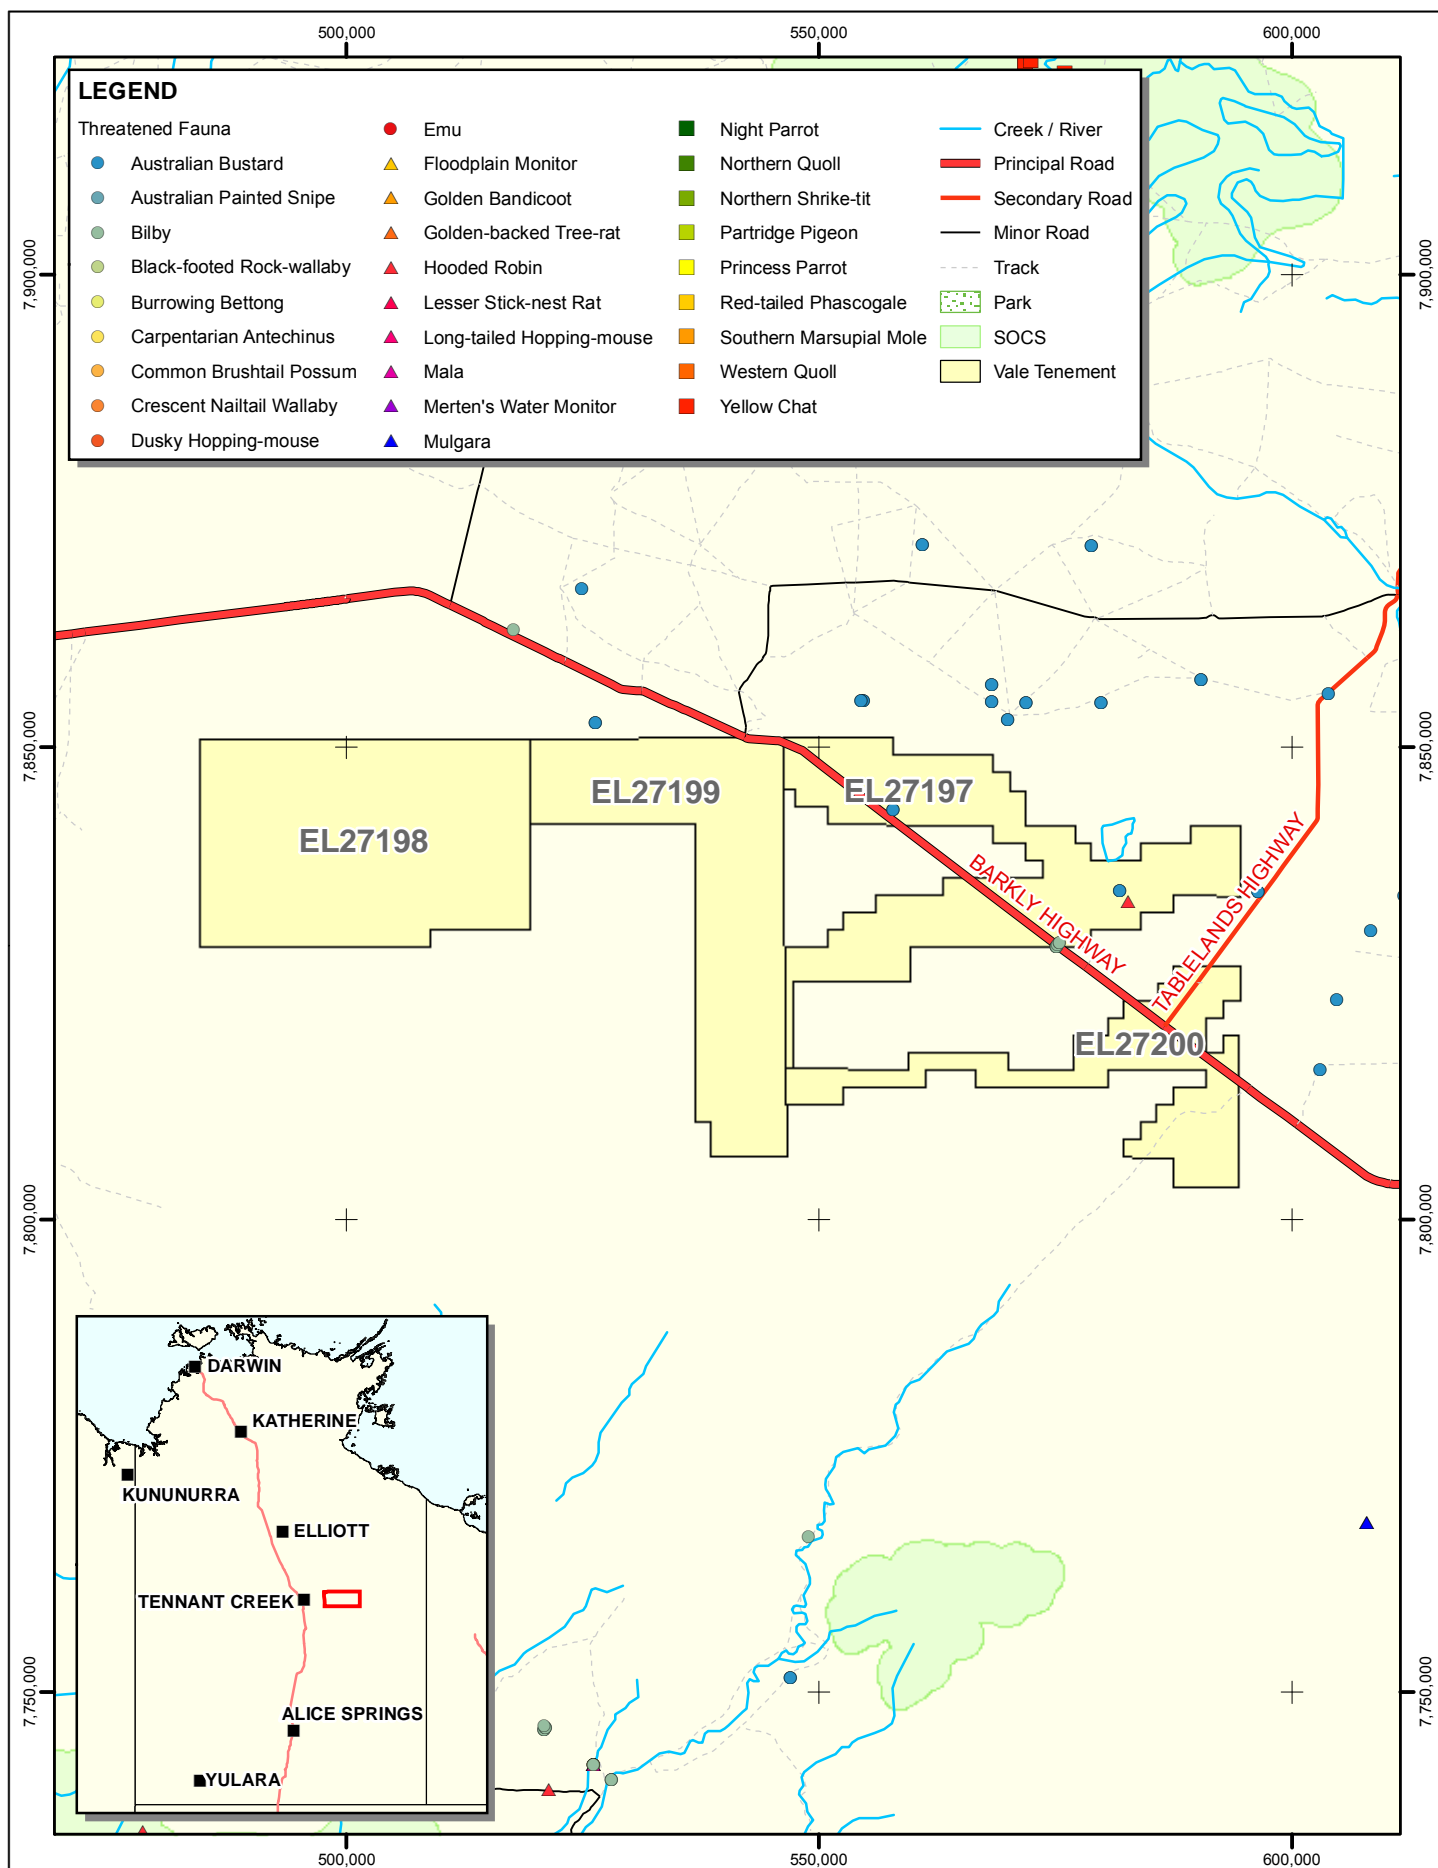 500,000
550,000
600,000
LEGEND
Threatened Fauna
Australian Bustard
Australian Painted Snipe
Bilby
Black-footed Rock-wallaby
Burrowing Bettong
Carpentarian Antechinus
Common Brushtail Possum
Crescent Nailtail Wallaby
Dusky Hopping-mouse
Emu
Floodplain Monitor
Golden Bandicoot
Golden-backed Tree-rat
Hooded Robin
Lesser Stick-nest Rat
Long-tailed Hopping-mouse
Mala
Merten's Water Monitor
Mulgara
Night Parrot
Northern Quoll
Northern Shrike-tit
Partridge Pigeon
Princess Parrot
Red-tailed Phascogale
Southern Marsupial Mole
Western Quoll
Yellow Chat
Creek / River
Principal Road
Secondary Road
Minor Road
Track
Park
SOCS
Vale Tenement
7,900,000
7,900,000
7,850,000
7,850,000
EL27199
EL27197
EL27198
BARKLY HIGHWAY
TABLELANDS HIGHWAY
EL27200
7,800,000
7,800,000
DARWIN
KATHERINE
KUNUNURRA
ELLIOTT
TENNANT CREEK
ALICE SPRINGS
YULARA
7,750,000
7,750,000
500,000
550,000
600,000